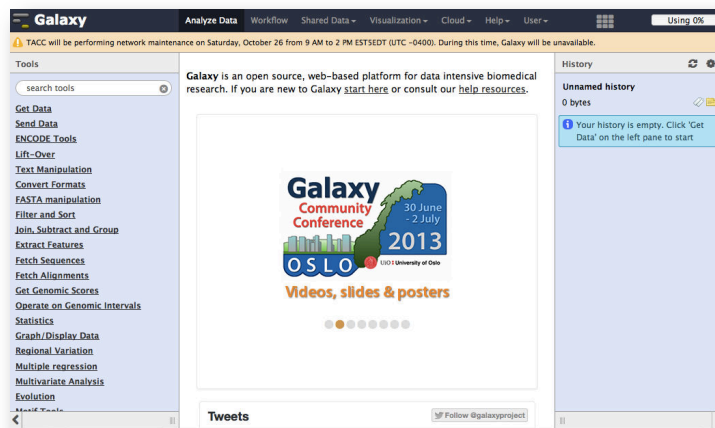 Galaxy
Analyze Data Workflow Shared Data Visualization Cloud Help User Using 0%
TACC will be performing network maintenance on Saturday, October 26 from 9 AM to 2 PM ESTSEDT (UTC -0400). During this time, Galaxy will be unavailable.
Tools
search tools
Get Data
Send Data
ENCODE Tools
Lift-Over
Text Manipulation
Convert Formats
FASTA manipulation
Filter and Sort
Join, Subtract and Group
Extract Features
Fetch Sequences
Fetch Alignments
Get Genomic Scores
Operate on Genomic Intervals
Statistics
Graph/Display Data
Regional Variation
Multiple regression
Multivariate Analysis
Evolution
Motif Tools
Galaxy is an open source, web-based platform for data intensive biomedical
research. If you are new to Galaxy start here or consult our help resources.
Galaxy
Community
Conference
30 June
- 2 July
2013
OSLO
UiO: University of Oslo
Videos, slides & posters
Tweets
Follow @galaxyproject
History
Unnamed history
0 bytes
Your history is empty. Click 'Get
Data' on the left pane to start